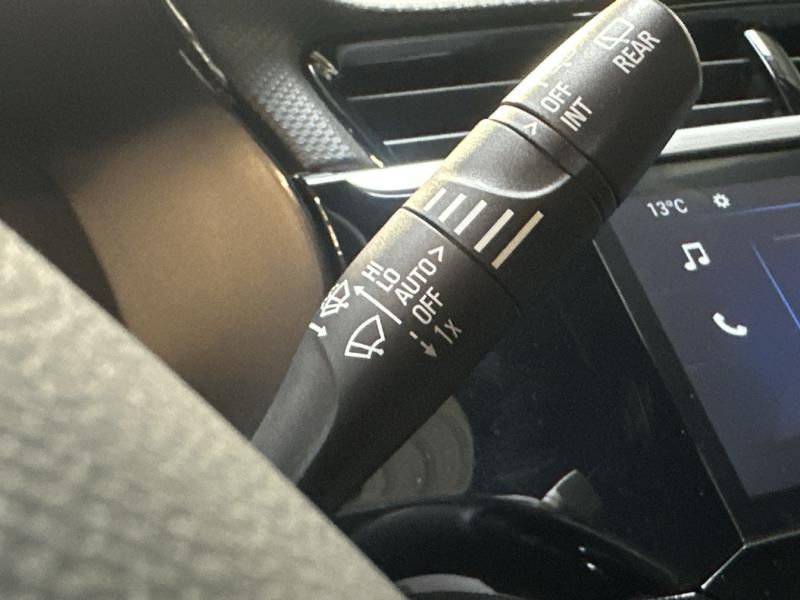 REAR
OFF
INT
HI
LO
AUTO >
OFF
1x
13°C